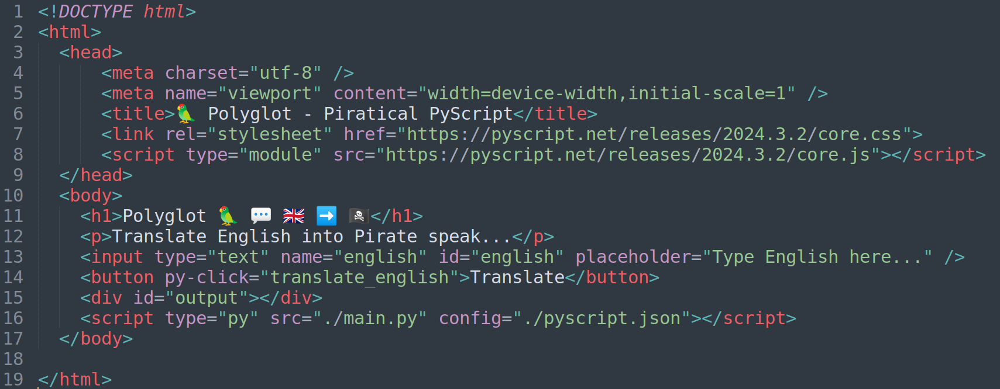 1 <!DOCTYPE html>
2 <html>
3   <head>
4       <meta charset="utf-8" />
5       <meta name="viewport" content="width=device-width,initial-scale=1" />
6       <title>🦜 Polyglot - Piratical PyScript</title>
7       <link rel="stylesheet" href="https://pyscript.net/releases/2024.3.2/core.css">
8       <script type="module" src="https://pyscript.net/releases/2024.3.2/core.js"></script>
9   </head>
10   <body>
11     <h1>Polyglot 🦜 💬 🇬🇧 ➡️ 🏴‍☠️</h1>
12     <p>Translate English into Pirate speak...</p>
13     <input type="text" name="english" id="english" placeholder="Type English here..." />
14     <button py-click="translate_english">Translate</button>
15     <div id="output"></div>
16     <script type="py" src="./main.py" config="./pyscript.json"></script>
17   </body>
18
19 </html>